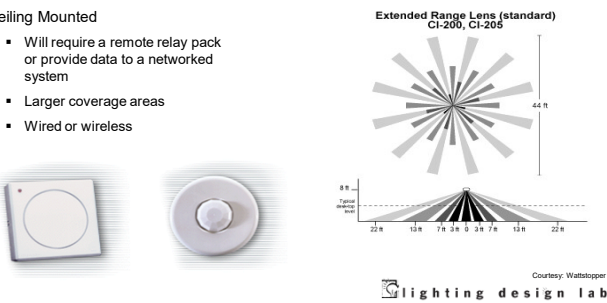 eiling Mounted
▪ Will require a remote relay pack
or provide data to a networked
system
▪ Larger coverage areas
▪ Wired or wireless
Extended Range Lens (standard)
CI-200, CI-205
44 ft
8 ft
Typical
desk-top
level
22 ft 13 ft 7 ft 3 ft 0 3 ft 7 ft 13 ft 22 ft
Courtesy: Wattstopper
lighting design lab